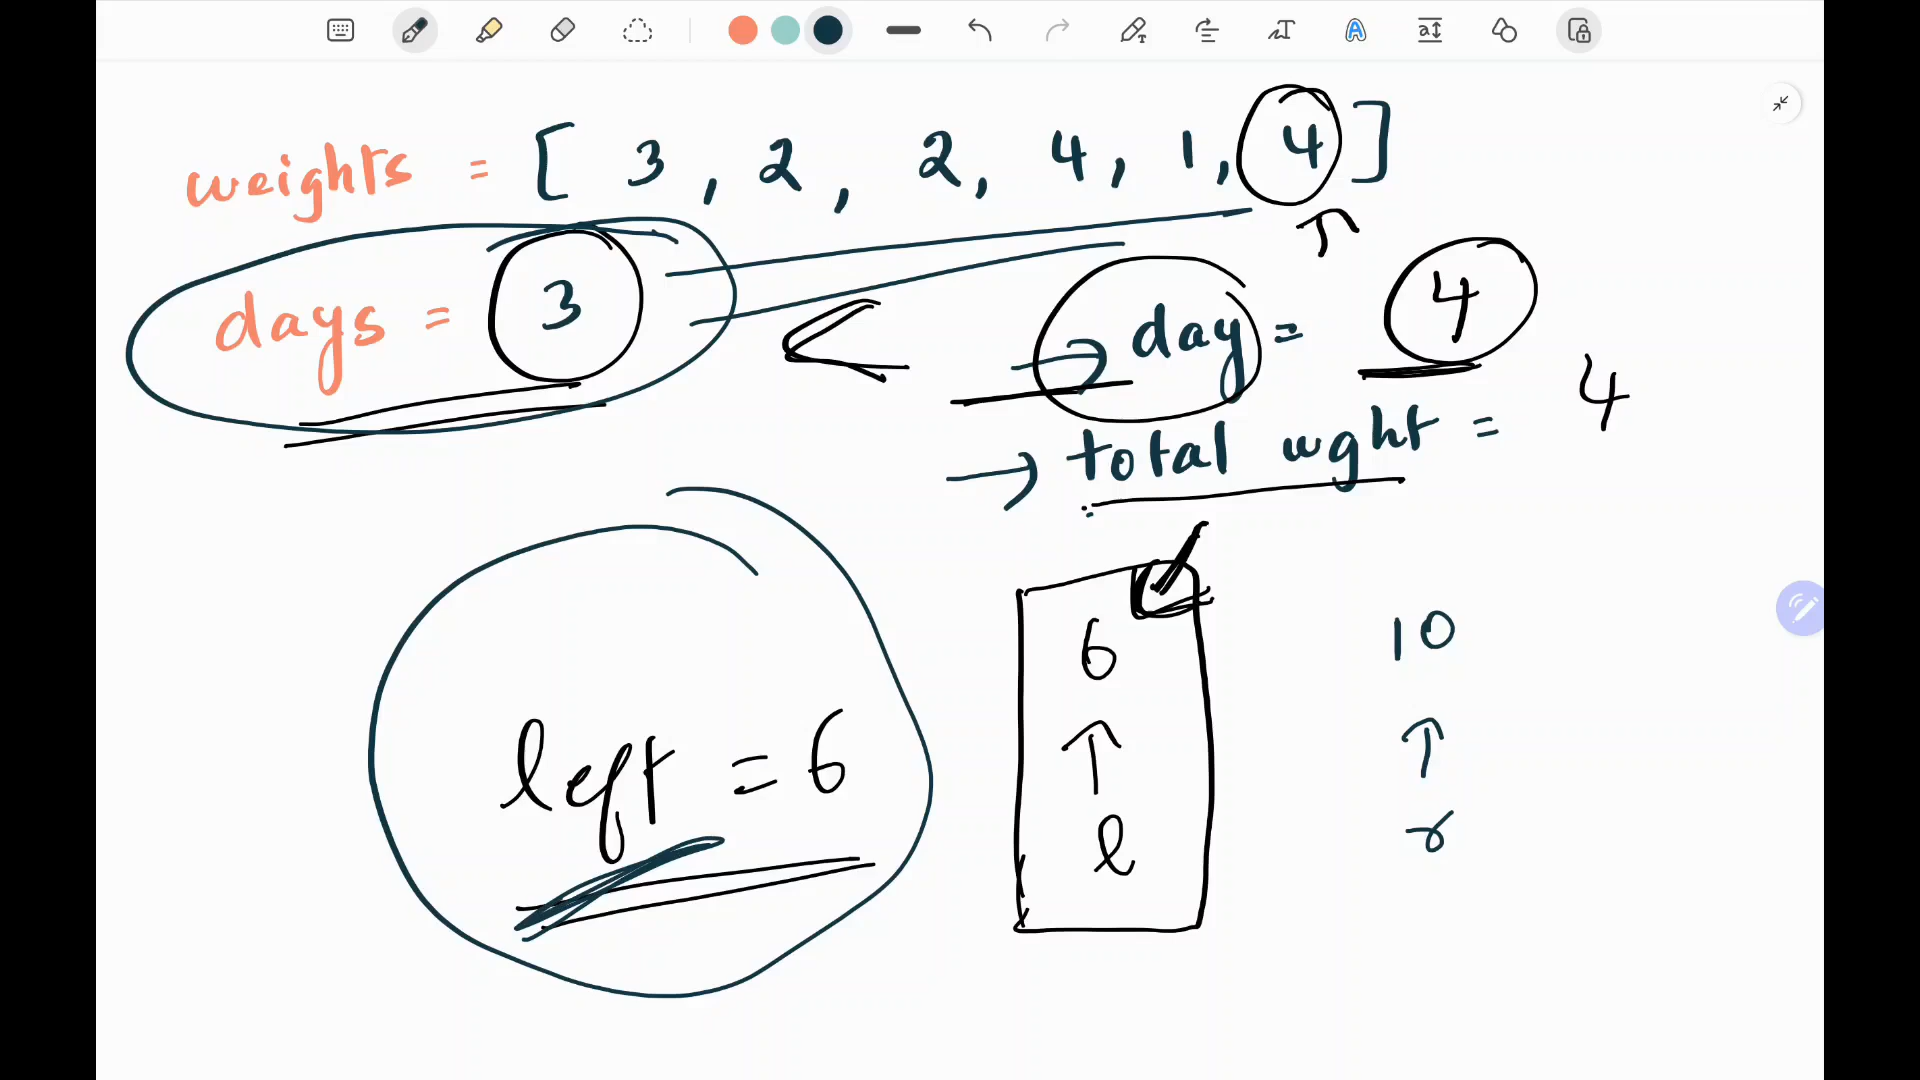 weights = [ 3, 2, 2, 4, 1, 4 ]
days = 3 < → day = 4
→ total wght = 4
6 10
left = 6 ↑ ↑
l r